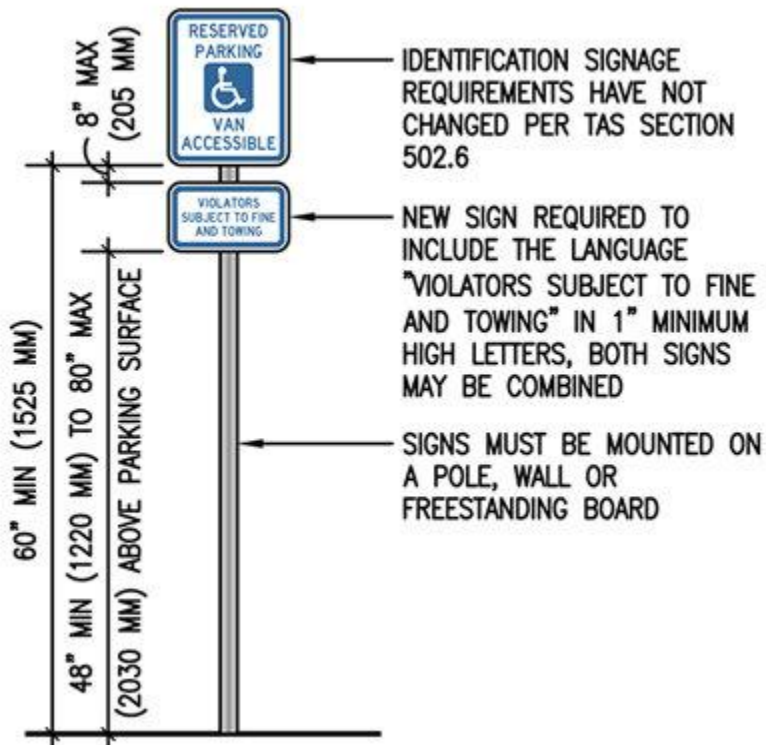 RESERVED
PARKING
VAN
ACCESSIBLE
VIOLATORS
SUBJECT TO FINE
AND TOWING
8" MAX
(205 MM)
60" MIN (1525 MM)
48" MIN (1220 MM) TO 80" MAX
(2030 MM) ABOVE PARKING SURFACE
IDENTIFICATION SIGNAGE
REQUIREMENTS HAVE NOT
CHANGED PER TAS SECTION
502.6
NEW SIGN REQUIRED TO
INCLUDE THE LANGUAGE
"VIOLATORS SUBJECT TO FINE
AND TOWING" IN 1" MINIMUM
HIGH LETTERS, BOTH SIGNS
MAY BE COMBINED
SIGNS MUST BE MOUNTED ON
A POLE, WALL OR
FREESTANDING BOARD